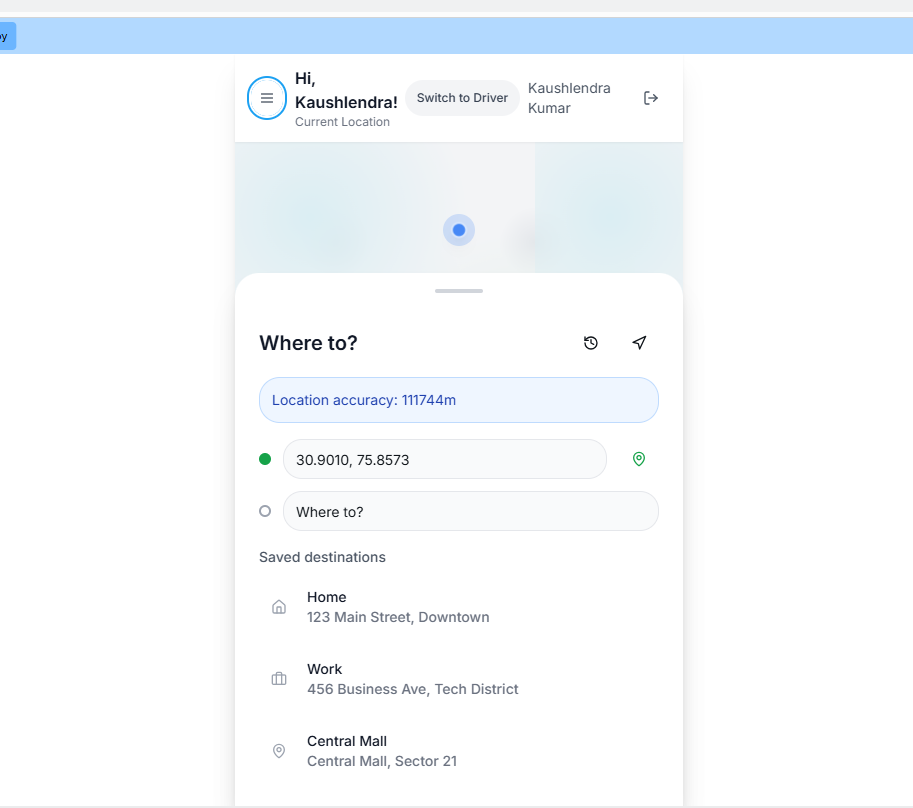 Hi,
Kaushlendra!
Current Location
Switch to Driver
Kaushlendra
Kumar
Where to?
Location accuracy: 111744m
30.9010, 75.8573
Where to?
Saved destinations
Home
123 Main Street, Downtown
Work
456 Business Ave, Tech District
Central Mall
Central Mall, Sector 21